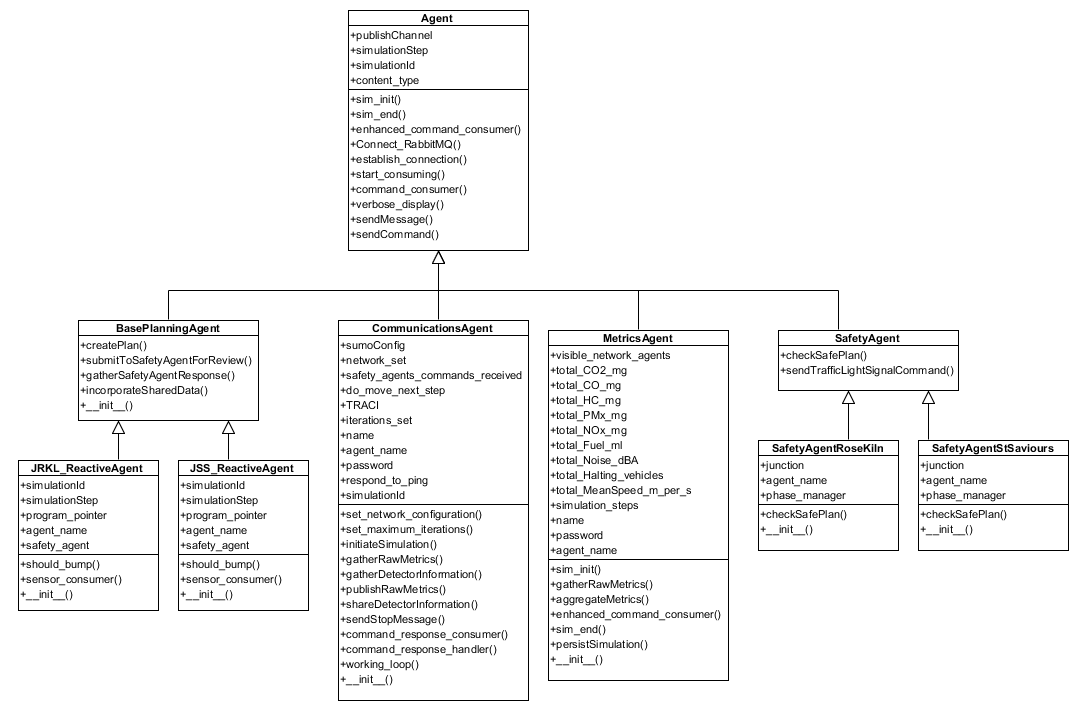 Agent
+publishChannel
+simulationStep
+simulationId
+content_type
+sim_init()
+sim_end()
+enhanced_command_consumer()
+Connect_RabbitMQ()
+establish_connection()
+start_consuming()
+command_consumer()
+verbose_display()
+sendMessage()
+sendCommand()
BasePlanningAgent
+createPlan()
+submitToSafetyAgentForReview()
+gatherSafetyAgentResponse()
+incorporateSharedData()
+__init__()
JRKL_ReactiveAgent
+simulationId
+simulationStep
+program_pointer
+agent_name
+safety_agent
+should_bump()
+sensor_consumer()
+__init__()
JSS_ReactiveAgent
+simulationId
+simulationStep
+program_pointer
+agent_name
+safety_agent
+should_bump()
+sensor_consumer()
+__init__()
CommunicationsAgent
+sumoConfig
+network_set
+safety_agents_commands_received
+do_move_next_step
+TRACI
+iterations_set
+name
+agent_name
+password
+respond_to_ping
+simulationId
+set_network_configuration()
+set_maximum_iterations()
+initiateSimulation()
+gatherRawMetrics()
+gatherDetectorInformation()
+publishRawMetrics()
+shareDetectorInformation()
+sendStopMessage()
+command_response_consumer()
+command_response_handler()
+working_loop()
+__init__()
MetricsAgent
+visible_network_agents
+total_CO2_mg
+total_CO_mg
+total_HC_mg
+total_PMx_mg
+total_NOx_mg
+total_Fuel_ml
+total_Noise_dBA
+total_Halting_vehicles
+total_MeanSpeed_m_per_s
+simulation_steps
+name
+password
+agent_name
+sim_init()
+gatherRawMetrics()
+aggregateMetrics()
+enhanced_command_consumer()
+sim_end()
+persistSimulation()
+__init__()
SafetyAgent
+checkSafePlan()
+sendTrafficLightSignalCommand()
SafetyAgentRoseKiln
+junction
+agent_name
+phase_manager
+checkSafePlan()
+__init__()
SafetyAgentStSaviours
+junction
+agent_name
+phase_manager
+checkSafePlan()
+__init__()